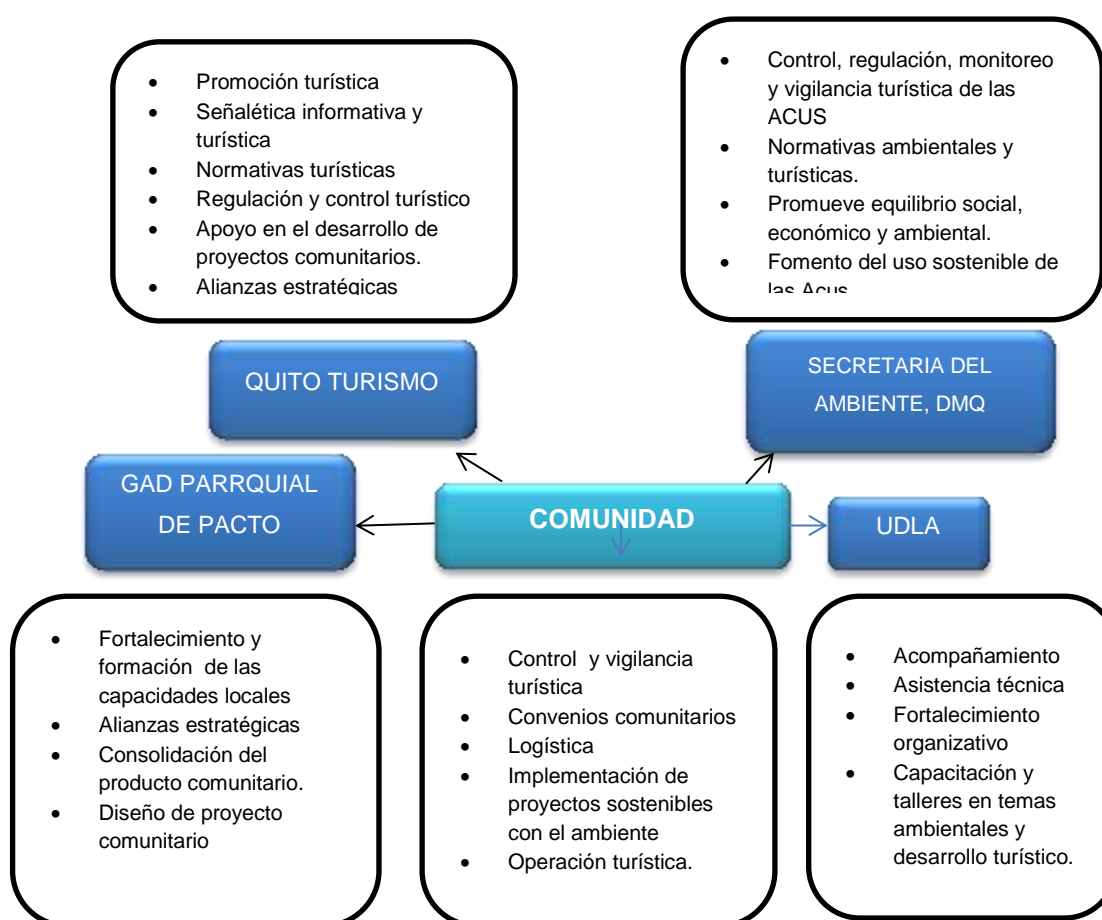 • Promoción turística
• Señalética informativa y
turística
• Normativas turísticas
• Regulación y control turístico
• Apoyo en el desarrollo de
proyectos comunitarios.
• Alianzas estratégicas
• Control, regulación, monitoreo
y vigilancia turística de las
ACUS
• Normativas ambientales y
turísticas.
• Promueve equilibrio social,
económico y ambiental.
• Fomento del uso sostenible de
las Acus
QUITO TURISMO
SECRETARIA DEL
AMBIENTE, DMQ
GAD PARRQUIAL
DE PACTO
COMUNIDAD
UDLA
• Fortalecimiento y
formación de las
capacidades locales
• Alianzas estratégicas
• Consolidación del
producto comunitario.
• Diseño de proyecto
comunitario
• Control y vigilancia
turística
• Convenios comunitarios
• Logística
• Implementación de
proyectos sostenibles
con el ambiente
• Operación turística.
• Acompañamiento
• Asistencia técnica
• Fortalecimiento
organizativo
• Capacitación y
talleres en temas
ambientales y
desarrollo turístico.